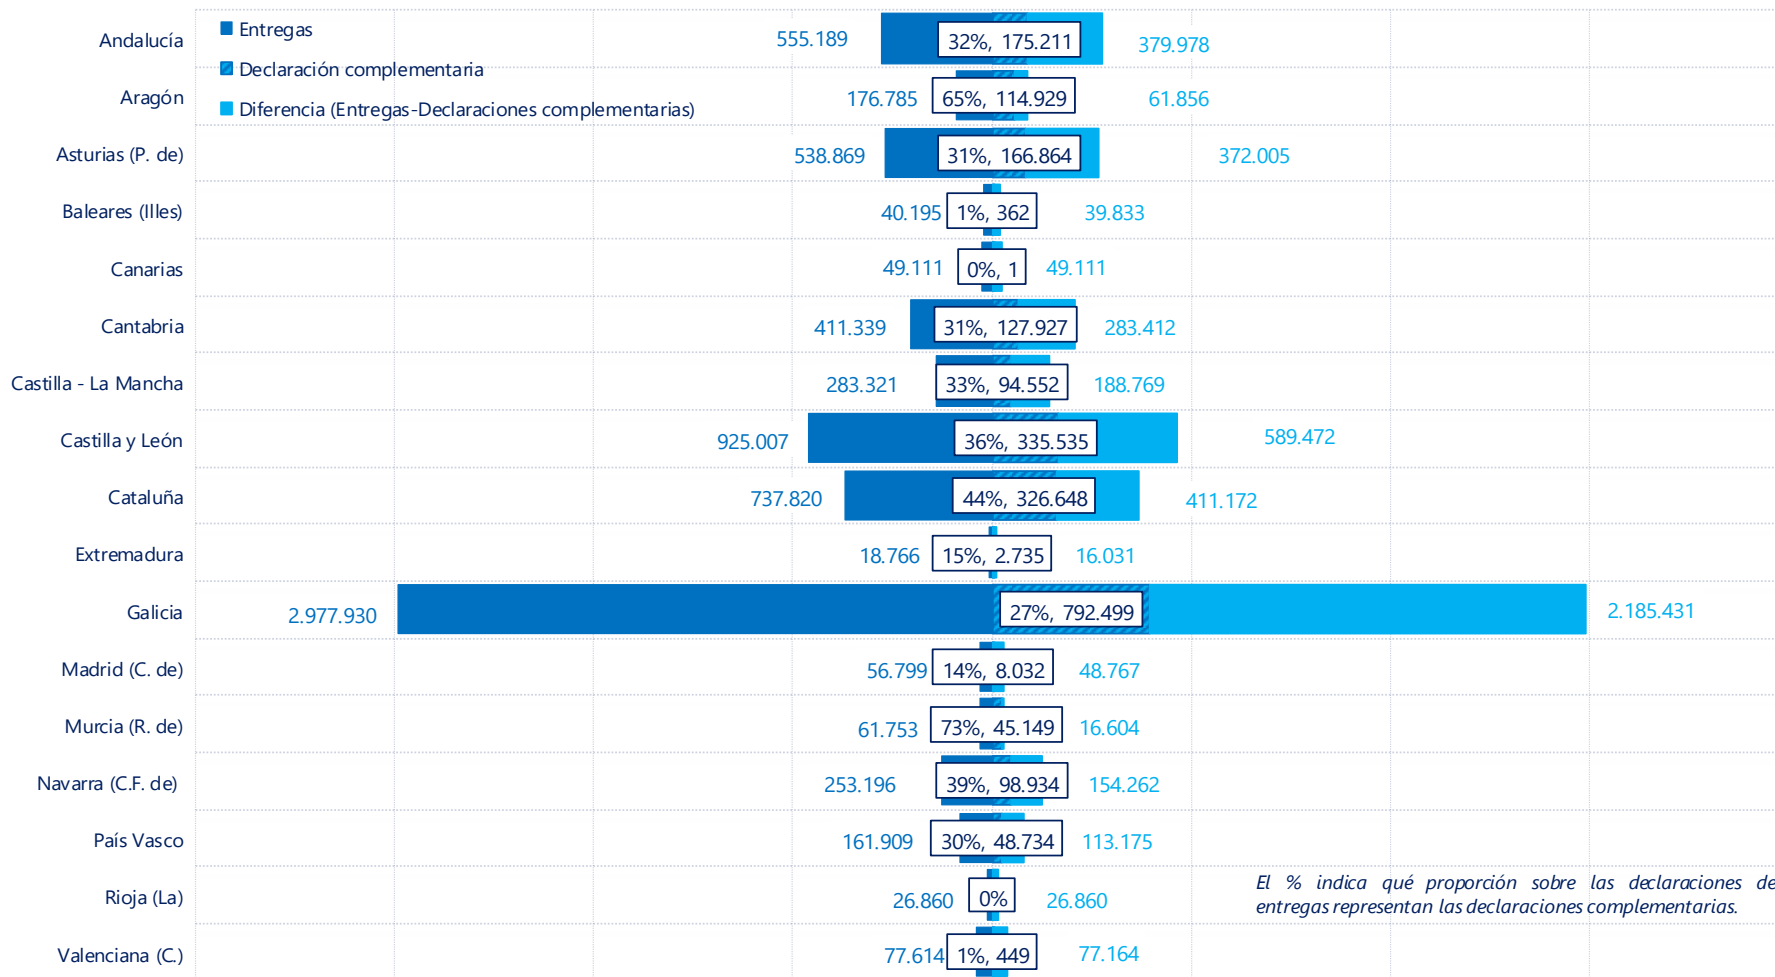 Entregas
Declaración complementaria
Diferencia (Entregas-Declaraciones complementarias)
Andalucía 555.189 32%, 175.211 379.978
Aragón 176.785 65%, 114.929 61.856
Asturias (P. de) 538.869 31%, 166.864 372.005
Baleares (Illes) 40.195 1%, 362 39.833
Canarias 49.111 0%, 1 49.111
Cantabria 411.339 31%, 127.927 283.412
Castilla - La Mancha 283.321 33%, 94.552 188.769
Castilla y León 925.007 36%, 335.535 589.472
Cataluña 737.820 44%, 326.648 411.172
Extremadura 18.766 15%, 2.735 16.031
Galicia 2.977.930 27%, 792.499 2.185.431
Madrid (C. de) 56.799 14%, 8.032 48.767
Murcia (R. de) 61.753 73%, 45.149 16.604
Navarra (C.F. de) 253.196 39%, 98.934 154.262
País Vasco 161.909 30%, 48.734 113.175
Rioja (La) 26.860 0% 26.860
Valenciana (C.) 77.614 1%, 449 77.164
El % indica qué proporción sobre las declaraciones de
entregas representan las declaraciones complementarias.